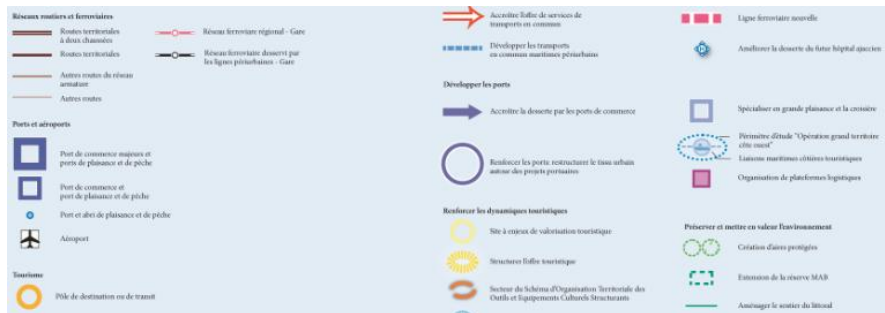 Réseaux routiers et ferroviaires
Routes territoriales
à deux chaussées
Routes territoriales
Autres routes du réseau
armature
Autres routes
Réseau ferroviaire régional - Gare
Réseau ferroviaire desservi par
les lignes périurbaines - Gare
Ports et aéroports
Port de commerce majeurs et
ports de plaisance et de pêche
Port de commerce et
port de plaisance et de pêche
Port et abri de plaisance et de pêche
Aéroport
Tourisme
Pôle de destination ou de transit
Accroître l'offre de services de
transports en commun
Développer les transports
en commun maritimes périurbains
Développer les ports
Accroître la desserte par les ports de commerce
Renforcer les ports: restructurer le tissu urbain
autour des projets portuaires
Renforcer les dynamiques touristiques
Site à enjeux de valorisation touristique
Structurer l'offre touristique
Secteur du Schéma d'Organisation Territoriale des
Outils et Equipements Culturels Structurants
Ligne ferroviaire nouvelle
Améliorer la desserte du futur hôpital ajaccien
Spécialiser en grande plaisance et la croisière
Périmètre d'étude "Opération grand territoire
côte ouest"
Liaisons maritimes côtières touristiques
Organisation de plateformes logistiques
Préserver et mettre en valeur l'environnement
Création d'aires protégées
Extension de la réserve MAB
Aménager le sentier du littoral